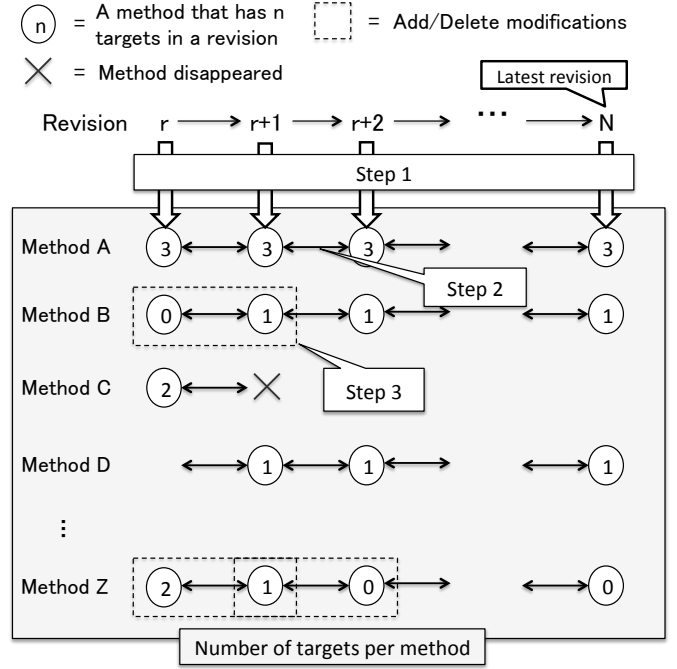 n = A method that has n
targets in a revision
= Add/Delete modifications
= Method disappeared
Latest revision
Revision r r+1 r+2 ... N
Step 1
Method A 3 3 3 3
Step 2
Method B 0 1 1 1
Step 3
Method C 2
Method D 1 1 1
⋮
Method Z 2 1 0 0
Number of targets per method